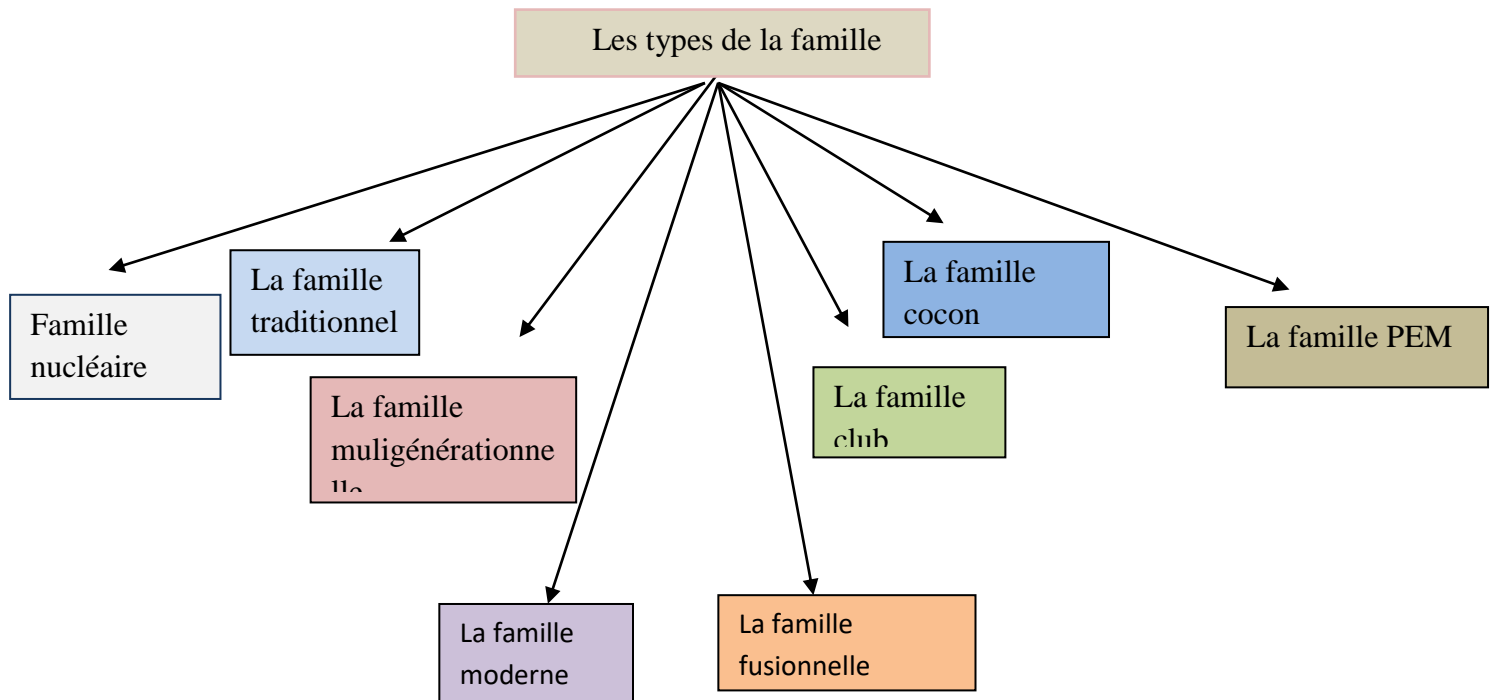 Les types de la famille
Famille
nucléaire
La famille
traditionnel
La famille
muligénérationne
lle
La famille
moderne
La famille
fusionnelle
La famille
club
La famille
cocon
La famille PEM